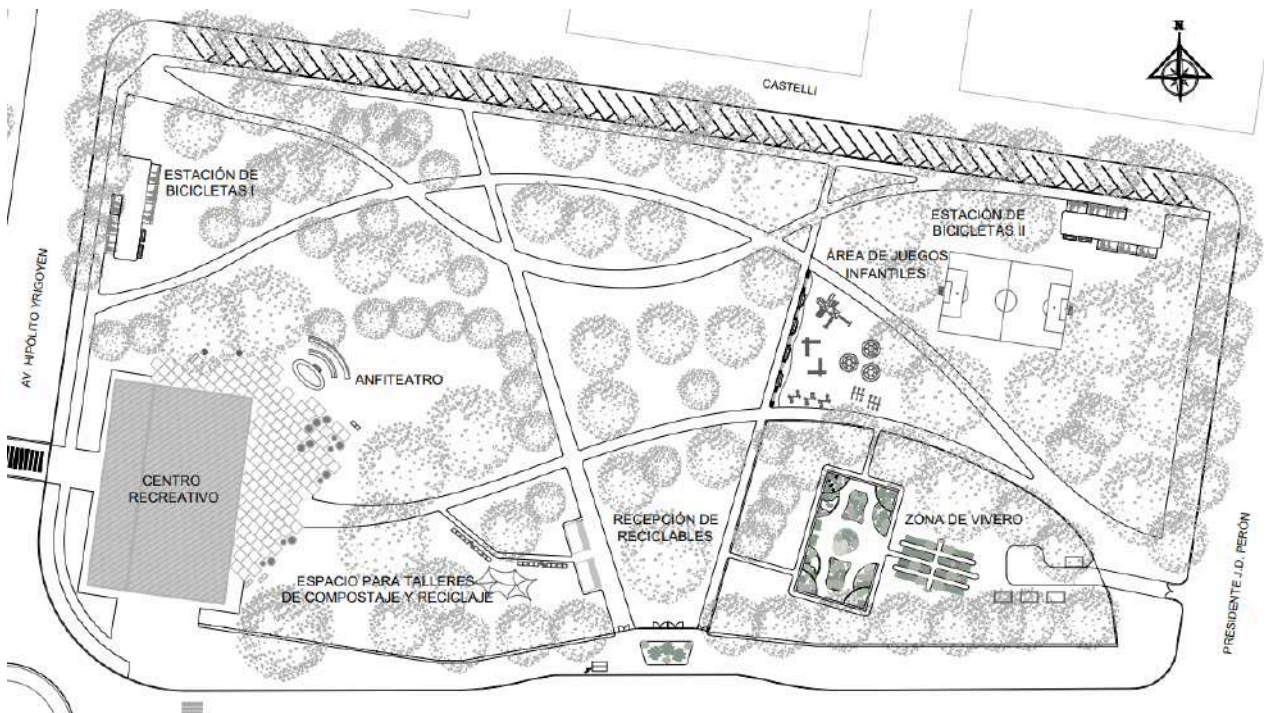 N
CASTELLI
ESTACIÓN DE
BICICLETAS I
ESTACIÓN DE
BICICLETAS II
ÁREA DE JUEGOS
INFANTILES
AV. HIPÓLITO YRIGOYEN
ANFITEATRO
CENTRO
RECREATIVO
RECEPCIÓN DE
RECICLABLES
ZONA DE VIVERO
ESPACIO PARA TALLERES
DE COMPOSTAJE Y RECICLAJE
PRESIDENTE J.D. PERÓN